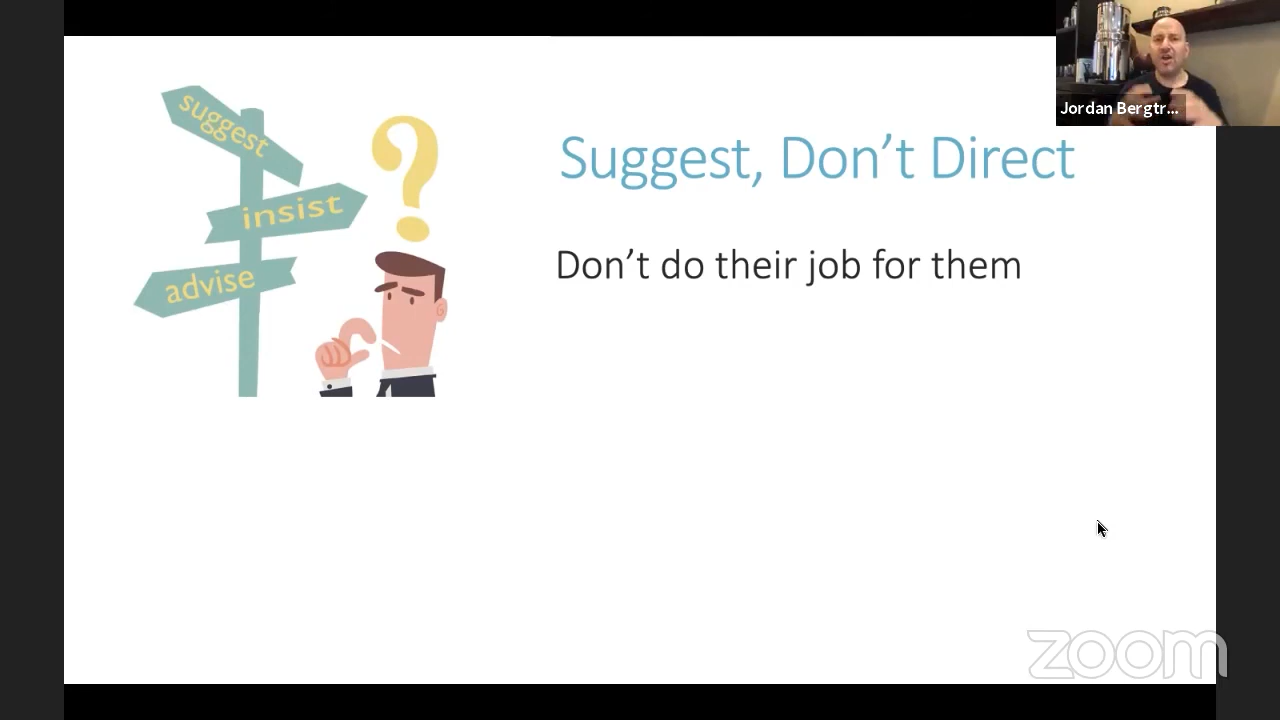 Jordan Bergtr...
suggest
insist
advise
?
Suggest, Don’t Direct
Don’t do their job for them
zoom